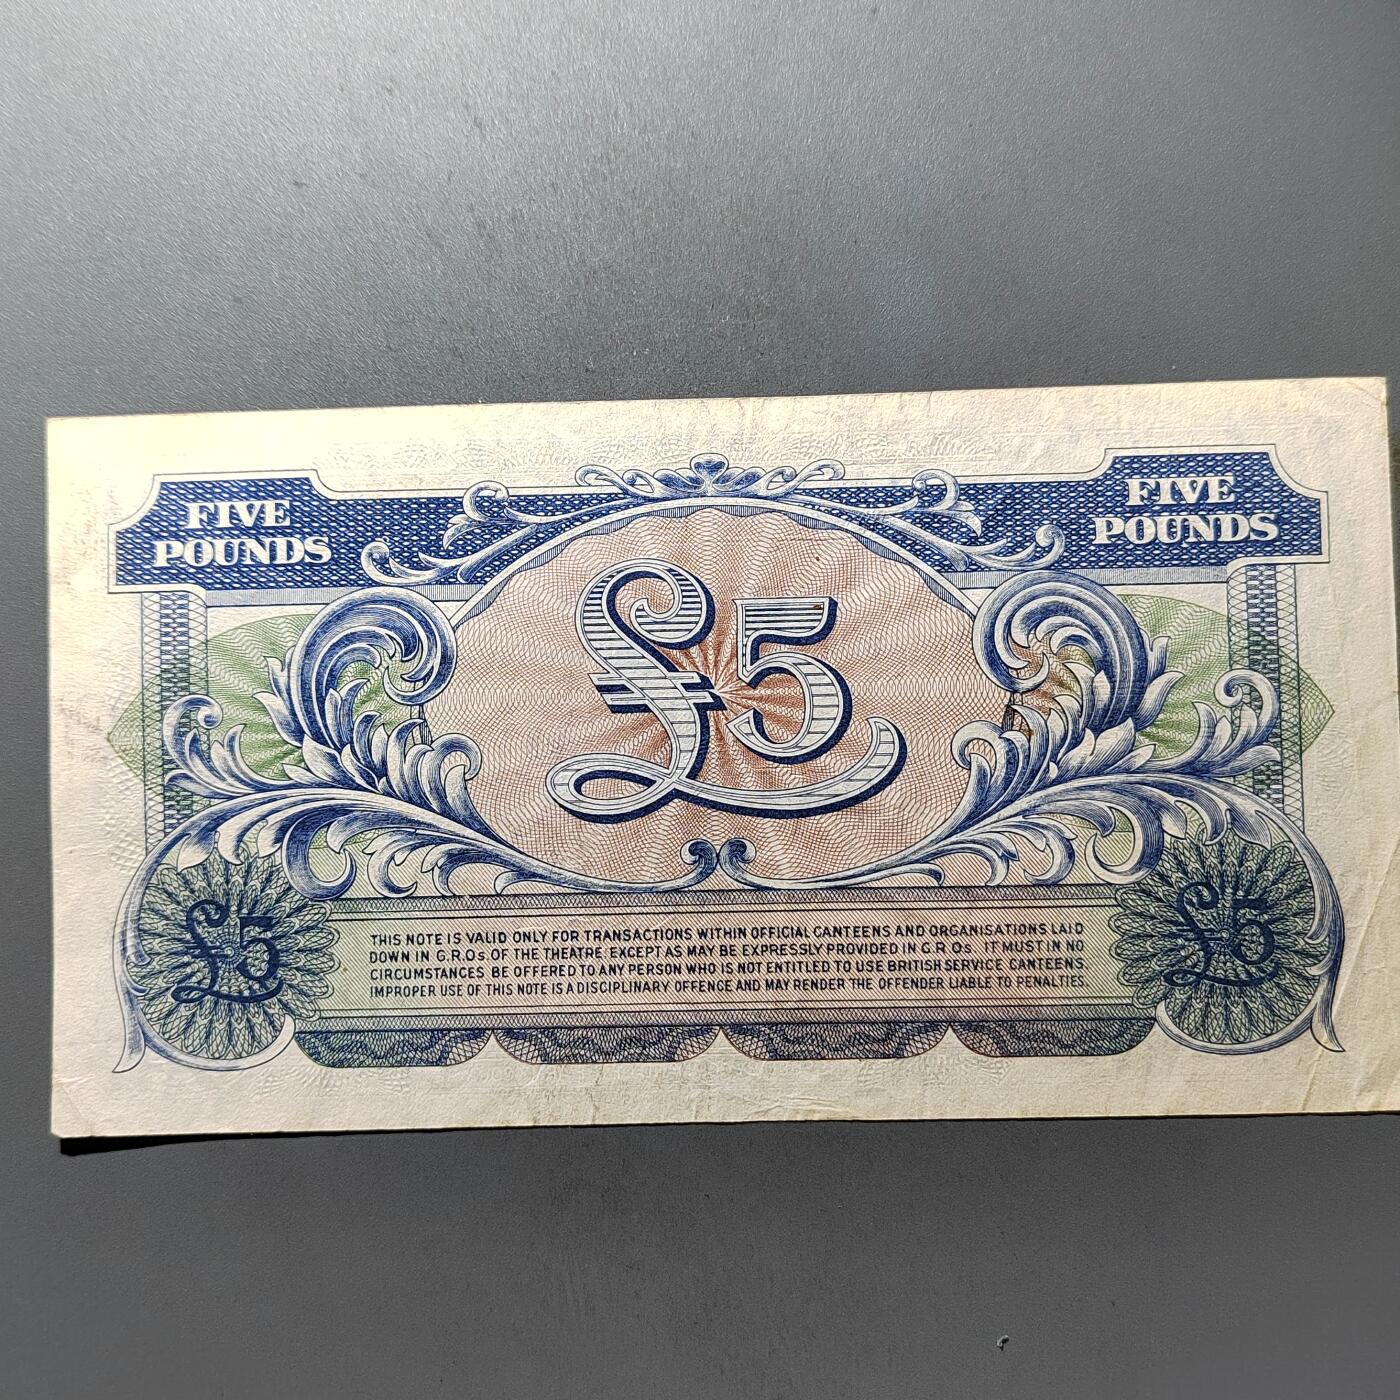 FIVE
POUNDS
FIVE
POUNDS
£5
£5
£5
THIS NOTE IS VALID ONLY FOR TRANSACTIONS WITHIN OFFICIAL CANTEENS AND ORGANISATIONS LAID
DOWN IN G.R.Os. OF THE THEATRE EXCEPT AS MAY BE EXPRESSLY PROVIDED IN G.R.Os. IT MUST IN NO
CIRCUMSTANCES BE OFFERED TO ANY PERSON WHO IS NOT ENTITLED TO USE BRITISH SERVICE CANTEENS.
IMPROPER USE OF THIS NOTE IS A DISCIPLINARY OFFENCE AND MAY RENDER THE OFFENDER LIABLE TO PENALTIES.